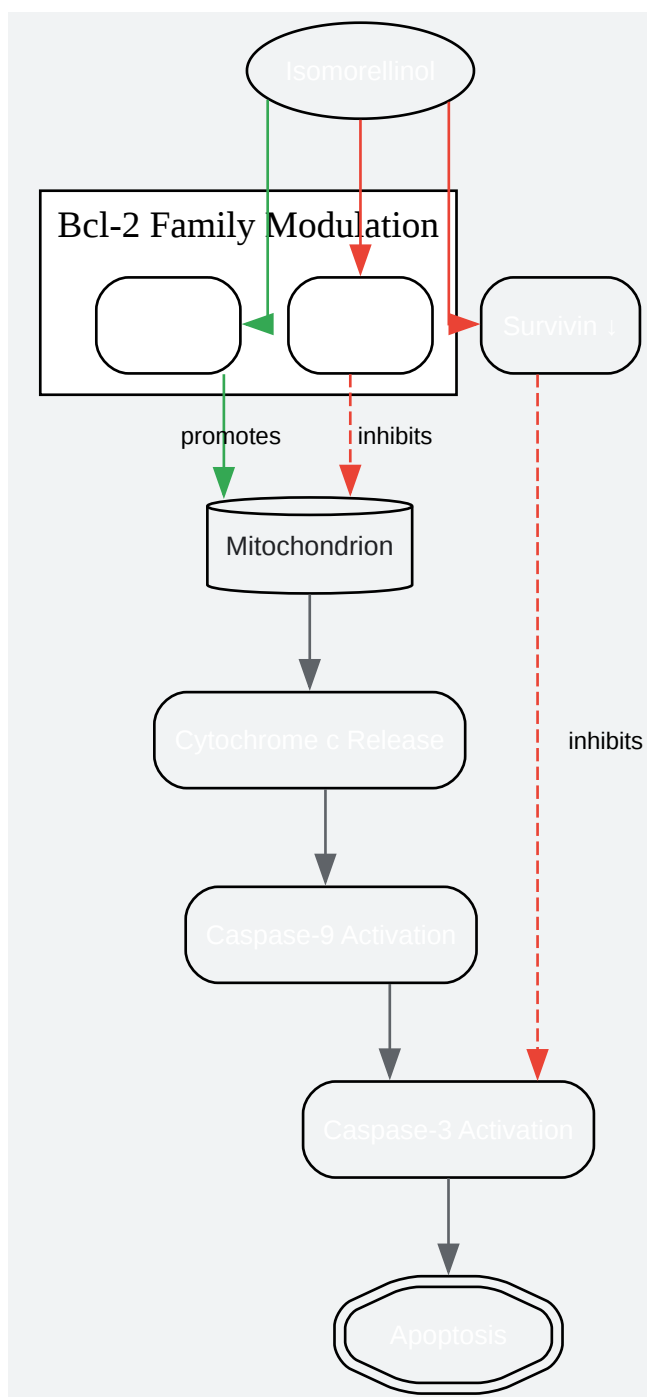 Isomorellinol
Bcl-2 Family Modulation
Survivin ↓
promotes
inhibits
Mitochondrion
Cytochrome c Release
inhibits
Caspase-9 Activation
Caspase-3 Activation
Apoptosis